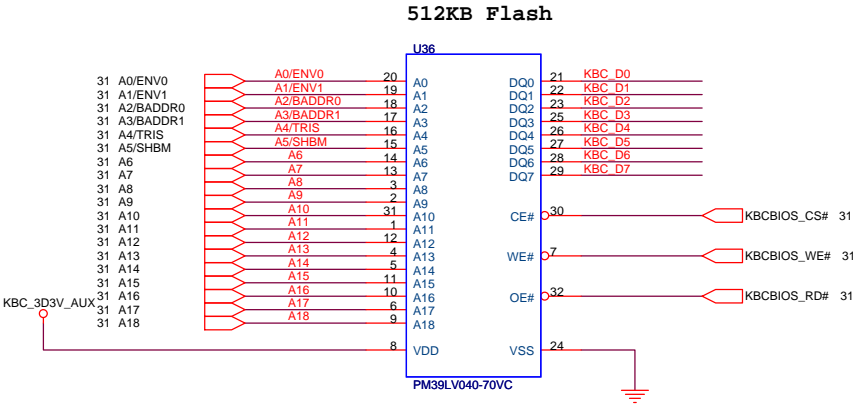 512KB Flash
U36
31 A0/ENV0 A0/ENV0 20 A0 DQ0 21 KBC_D0
31 A1/ENV1 A1/ENV1 19 A1 DQ1 22 KBC_D1
31 A2/BADDR0 A2/BADDR0 18 A2 DQ2 23 KBC_D2
31 A3/BADDR1 A3/BADDR1 17 A3 DQ3 25 KBC_D3
31 A4/TRIS A4/TRIS 16 A4 DQ4 26 KBC_D4
31 A5/SHBM A5/SHBM 15 A5 DQ5 27 KBC_D5
31 A6 A6 14 A6 DQ6 28 KBC_D6
31 A7 A7 13 A7 DQ7 29 KBC_D7
31 A8 A8 3 A8
31 A9 A9 2 A9
31 A10 A10 31 A10 CE# 30 KBCBIOS_CS# 31
31 A11 A11 1 A11
31 A12 A12 12 A12
31 A13 A13 4 A13 WE# 7 KBCBIOS_WE# 31
31 A14 A14 5 A14
31 A15 A15 11 A15
31 A16 A16 10 A16 OE# 32 KBCBIOS_RD# 31
KBC_3D3V_AUX
31 A17 A17 6 A17
31 A18 A18 9 A18
8 VDD VSS 24
PM39LV040-70VC